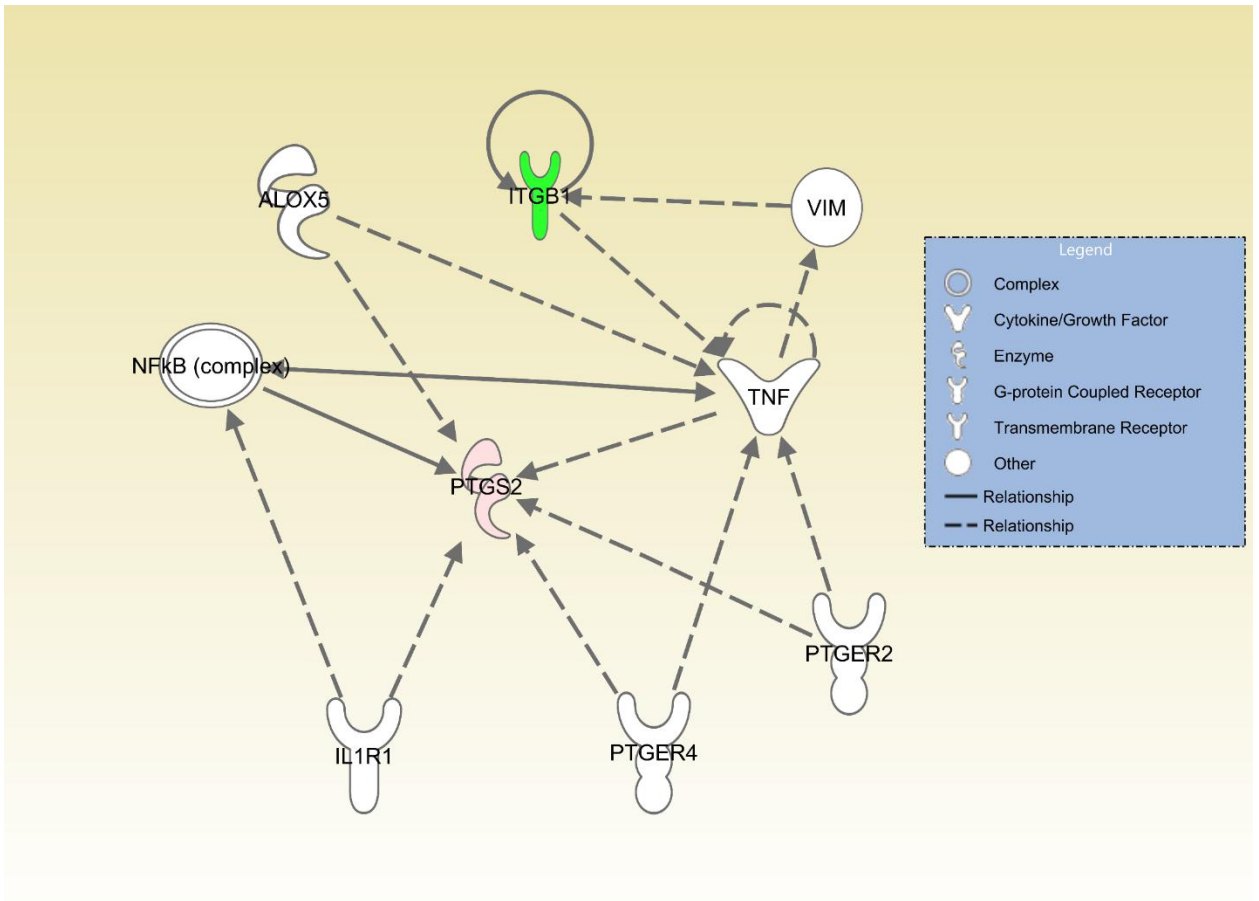 ITGB1
ALOX5
VIM
NFkB (complex)
TNF
PTGS2
PTGER2
IL1R1
PTGER4
Legend
Complex
Cytokine/Growth Factor
Enzyme
G-protein Coupled Receptor
Transmembrane Receptor
Other
Relationship
Relationship